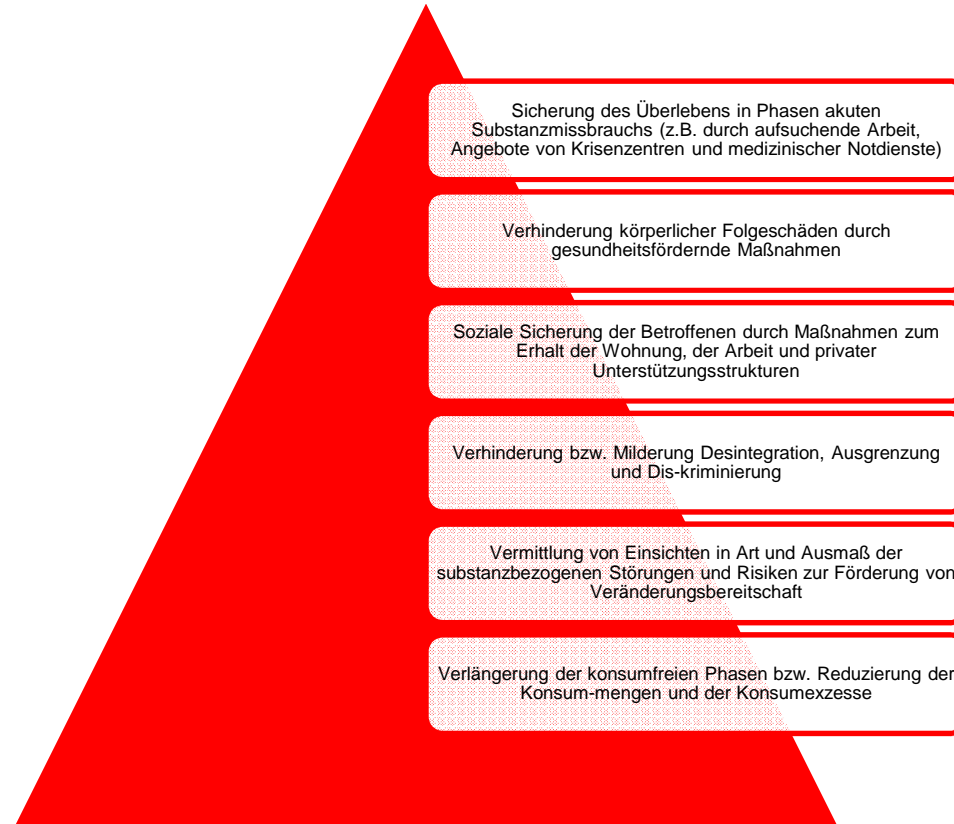 Sicherung des Überlebens in Phasen akuten
Substanzmissbrauchs (z.B. durch aufsuchende Arbeit,
Angebote von Krisenzentren und medizinischer Notdienste)
Verhinderung körperlicher Folgeschäden durch
gesundheitsfördernde Maßnahmen
Soziale Sicherung der Betroffenen durch Maßnahmen zum
Erhalt der Wohnung, der Arbeit und privater
Unterstützungsstrukturen
Verhinderung bzw. Milderung Desintegration, Ausgrenzung
und Dis-kriminierung
Vermittlung von Einsichten in Art und Ausmaß der
substanzbezogenen Störungen und Risiken zur Förderung von
Veränderungsbereitschaft
Verlängerung der konsumfreien Phasen bzw. Reduzierung der
Konsum-mengen und der Konsumexzesse